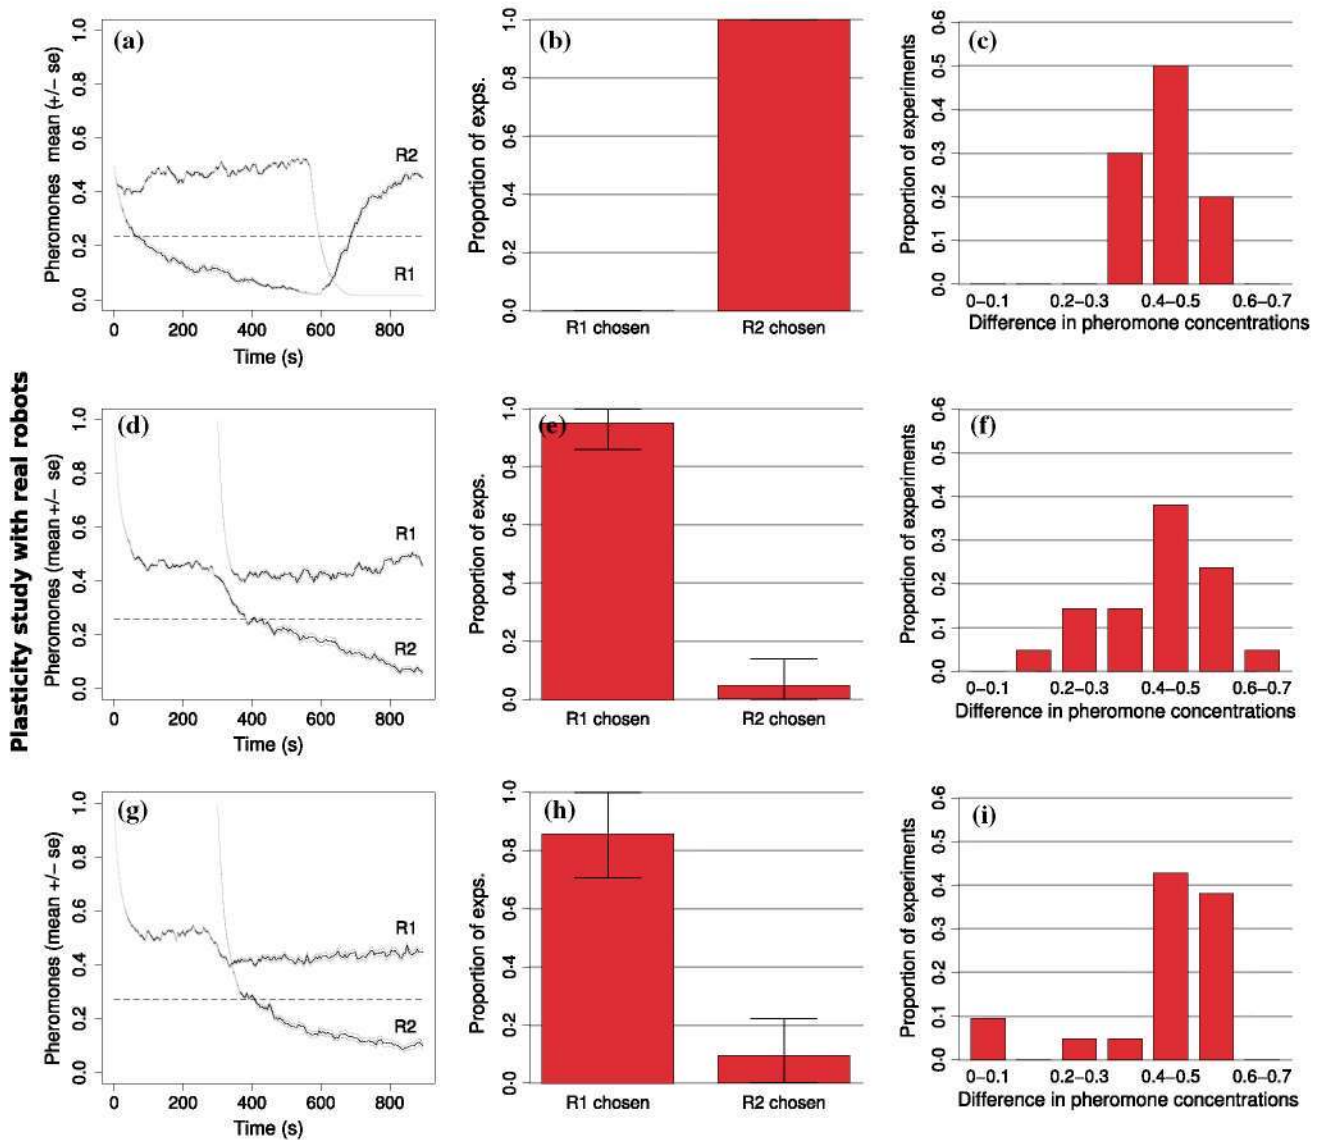 Plasticity study with real robots
(a)
Pheromones mean (+/− se)
0·0 0·2 0·4 0·6 0·8 1·0
R2
R1
0 200 400 600 800
Time (s)
(b)
Proportion of exps.
0·0 0·2 0·4 0·6 0·8 1·0
R1 chosen R2 chosen
(c)
Proportion of experiments
0·0 0·1 0·2 0·3 0·4 0·5 0·6
0−0.1 0.2−0.3 0.4−0.5 0.6−0.7
Difference in pheromone concentrations
(d)
Pheromones (mean +/− se)
0·0 0·2 0·4 0·6 0·8 1·0
R1
R2
0 200 400 600 800
Time (s)
(e)
Proportion of exps.
0·0 0·2 0·4 0·6 0·8 1·0
R1 chosen R2 chosen
(f)
Proportion of experiments
0·0 0·1 0·2 0·3 0·4 0·5 0·6
0−0.1 0.2−0.3 0.4−0.5 0.6−0.7
Difference in pheromone concentrations
(g)
Pheromones (mean +/− se)
0·0 0·2 0·4 0·6 0·8 1·0
R1
R2
0 200 400 600 800
Time (s)
(h)
Proportion of exps.
0·0 0·2 0·4 0·6 0·8 1·0
R1 chosen R2 chosen
(i)
Proportion of experiments
0·0 0·1 0·2 0·3 0·4 0·5 0·6
0−0.1 0.2−0.3 0.4−0.5 0.6−0.7
Difference in pheromone concentrations